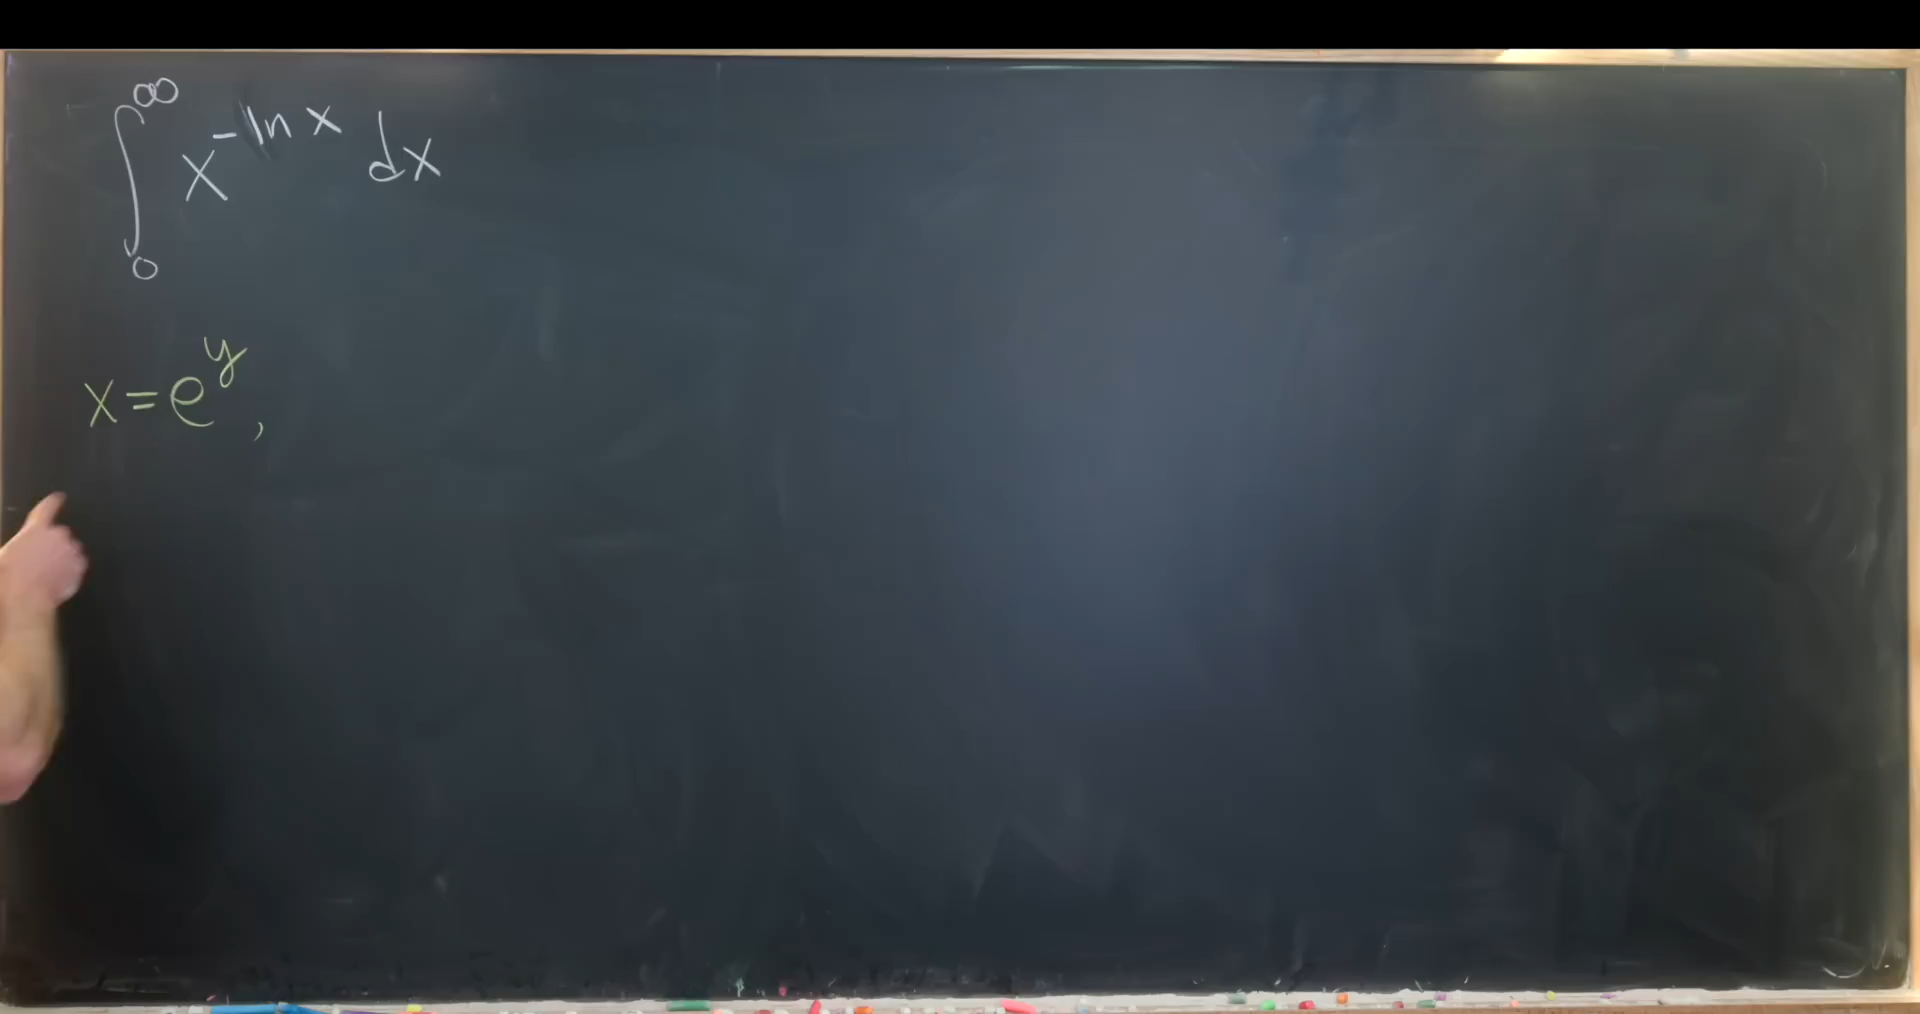 ∫₀^∞ x^{-ln x} dx
x = e^y,